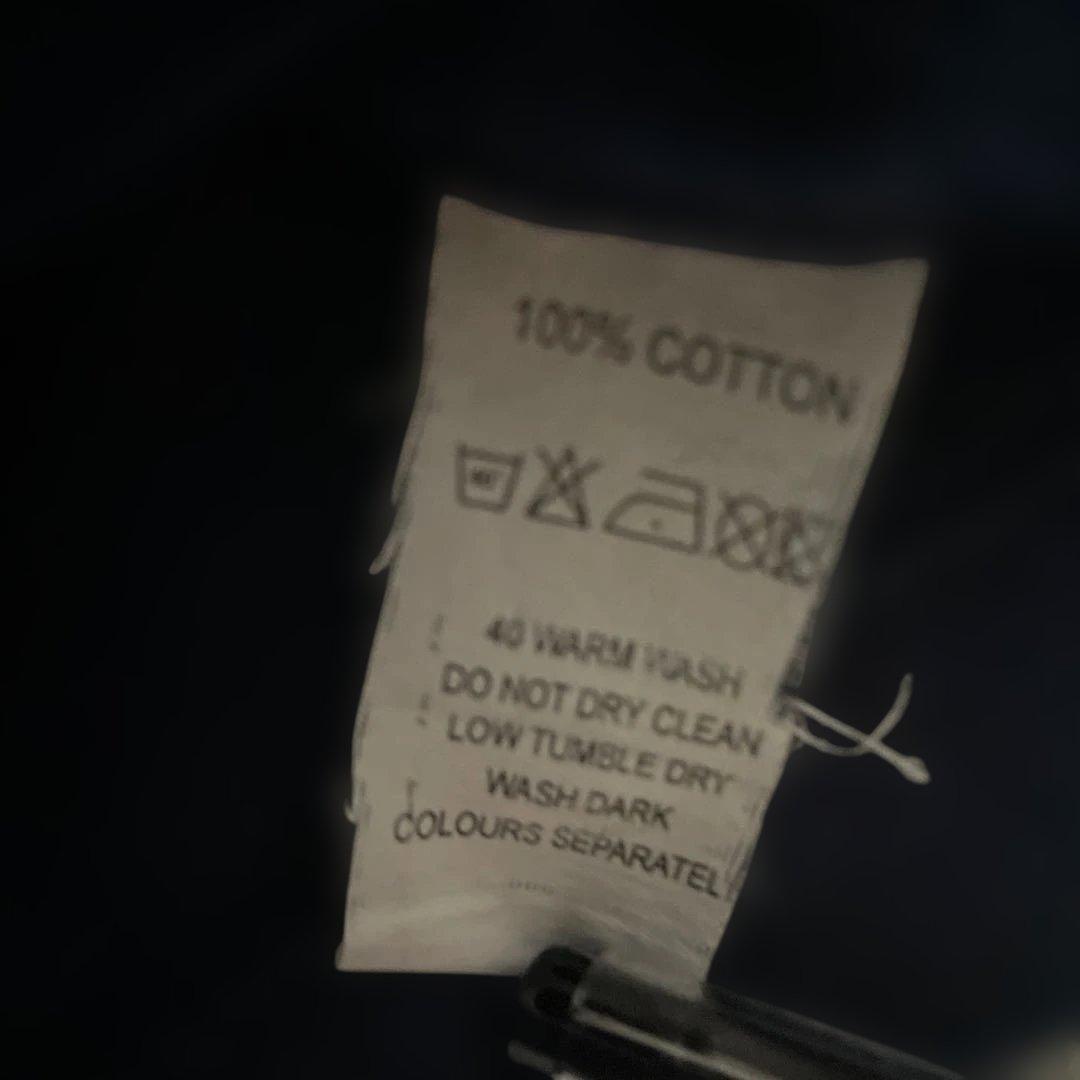 100% COTTON
40 WARM WASH
DO NOT DRY CLEAN
LOW TUMBLE DRY
WASH DARK
COLOURS SEPARATEL